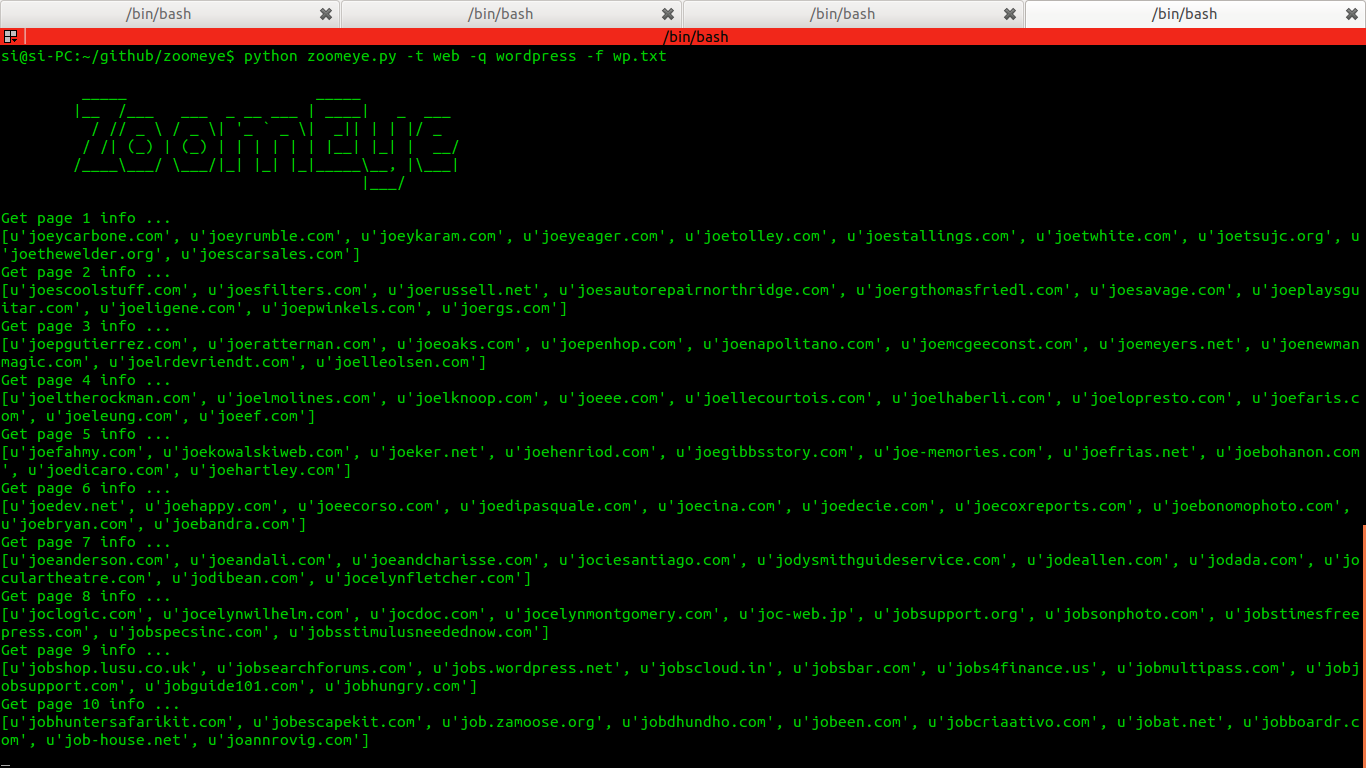 /bin/bash /bin/bash /bin/bash /bin/bash
/bin/bash
si@si-PC:~/github/zoomeye$ python zoomeye.py -t web -q wordpress -f wp.txt
ZoomEye
Get page 1 info ...
[u'joeycarbone.com', u'joeyrumble.com', u'joeykaram.com', u'joeyeager.com', u'joetolley.com', u'joestallings.com', u'joetwhite.com', u'joetsujc.org', u
'joethewelder.org', u'joescarsales.com']
Get page 2 info ...
[u'joescoolstuff.com', u'joesfilters.com', u'joerussell.net', u'joesautorepairnorthridge.com', u'joergthomasfriedl.com', u'joesavage.com', u'joeplaysgu
itar.com', u'joeligene.com', u'joepwinkels.com', u'joergs.com']
Get page 3 info ...
[u'joepgutierrez.com', u'joeratterman.com', u'joeoaks.com', u'joepenhop.com', u'joenapolitano.com', u'joemcgeeconst.com', u'joemeyers.net', u'joenewman
magic.com', u'joelrdevriendt.com', u'joelleolsen.com']
Get page 4 info ...
[u'joeltherockman.com', u'joelmolines.com', u'joelknoop.com', u'joeee.com', u'joellecourtois.com', u'joelhaberli.com', u'joelopresto.com', u'joefaris.c
om', u'joeleung.com', u'joeef.com']
Get page 5 info ...
[u'joefahmy.com', u'joekowalskiweb.com', u'joeker.net', u'joehenriod.com', u'joegibbsstory.com', u'joe-memories.com', u'joefrias.net', u'joebohanon.com
', u'joedicaro.com', u'joehartley.com']
Get page 6 info ...
[u'joedev.net', u'joehappy.com', u'joeecorso.com', u'joedipasquale.com', u'joecina.com', u'joedecie.com', u'joecoxreports.com', u'joebonomophoto.com',
u'joebryan.com', u'joebandra.com']
Get page 7 info ...
[u'joeanderson.com', u'joeandali.com', u'joeandcharisse.com', u'jociesantiago.com', u'jodysmithguideservice.com', u'jodeallen.com', u'jodada.com', u'jo
culartheatre.com', u'jodibean.com', u'jocelynfletcher.com']
Get page 8 info ...
[u'joclogic.com', u'jocelynwilhelm.com', u'jocdoc.com', u'jocelynmontgomery.com', u'joc-web.jp', u'jobsupport.org', u'jobsonphoto.com', u'jobstimesfree
press.com', u'jobspecsinc.com', u'jobsstimulusneedednow.com']
Get page 9 info ...
[u'jobshop.lusu.co.uk', u'jobsearchforums.com', u'jobs.wordpress.net', u'jobscloud.in', u'jobsbar.com', u'jobs4finance.us', u'jobmultipass.com', u'jobj
obsupport.com', u'jobguide101.com', u'jobhungry.com']
Get page 10 info ...
[u'jobhuntersafarikit.com', u'jobescapekit.com', u'job.zamoose.org', u'jobdhundho.com', u'jobeen.com', u'jobcriaativo.com', u'jobat.net', u'jobboardr.c
om', u'job-house.net', u'joannrovig.com']